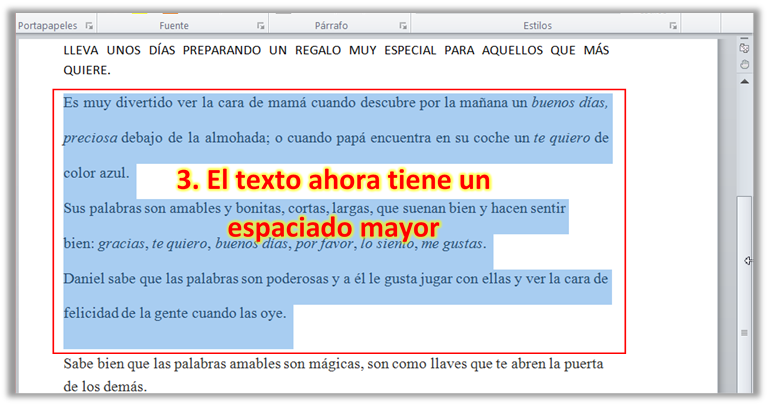 Portapapeles Fuente Párrafo Estilos
LLEVA UNOS DÍAS PREPARANDO UN REGALO MUY ESPECIAL PARA AQUELLOS QUE MÁS
QUIERE.
Es muy divertido ver la cara de mamá cuando descubre por la mañana un buenos días,
preciosa debajo de la almohada; o cuando papá encuentra en su coche un te quiero de
color azul.
3. El texto ahora tiene un
Sus palabras son amables y bonitas, cortas, largas, que suenan bien y hacen sentir
espaciado mayor
bien: gracias, te quiero, buenos días, por favor, lo siento, me gustas.
Daniel sabe que las palabras son poderosas y a él le gusta jugar con ellas y ver la cara de
felicidad de la gente cuando las oye.
Sabe bien que las palabras amables son mágicas, son como llaves que te abren la puerta
de los demás.